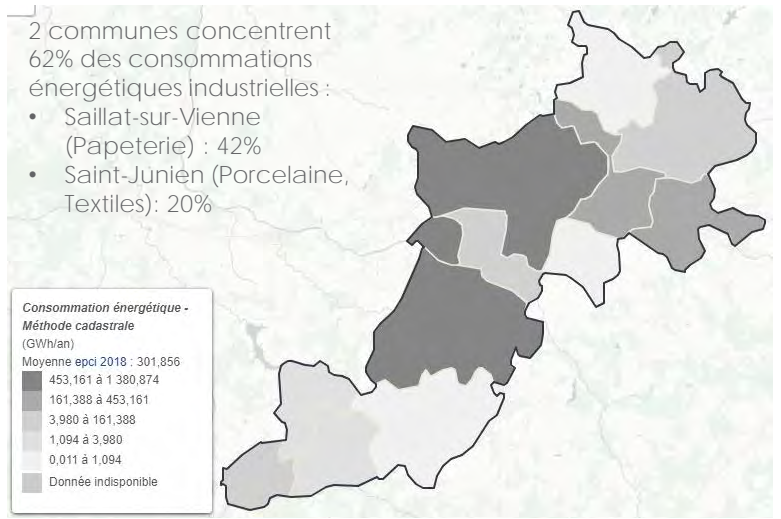 2 communes concentrent
62% des consommations
énergétiques industrielles :
• Saillat-sur-Vienne
(Papeterie) : 42%
• Saint-Junien (Porcelaine,
Textiles): 20%
Consommation énergétique -
Méthode cadastrale
(GWh/an)
Moyenne epci 2018 : 301,856
453,161 à 1 380,874
161,388 à 453,161
3,980 à 161,388
1,094 à 3,980
0,011 à 1,094
Donnée indisponible